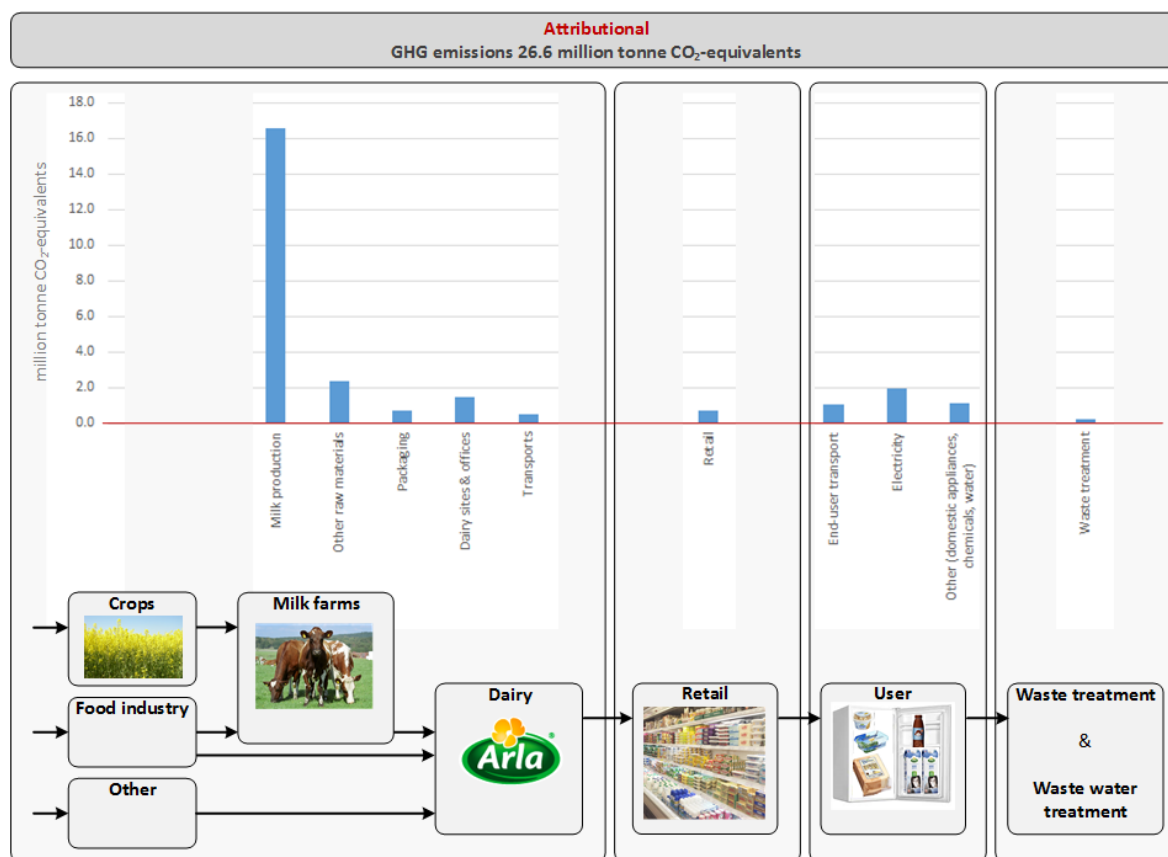 Attributional
GHG emissions 26.6 million tonne CO₂-equivalents
million tonne CO₂-equivalents
18.0
16.0
14.0
12.0
10.0
8.0
6.0
4.0
2.0
0.0
Milk production
Other raw materials
Packaging
Dairy sites & offices
Transports
Retail
End-user transport
Electricity
Other (domestic appliances,
chemicals, water)
Waste treatment
Crops
Milk farms
Food industry
Other
Dairy
Arla
®
Retail
User
Waste treatment
&
Waste water
treatment